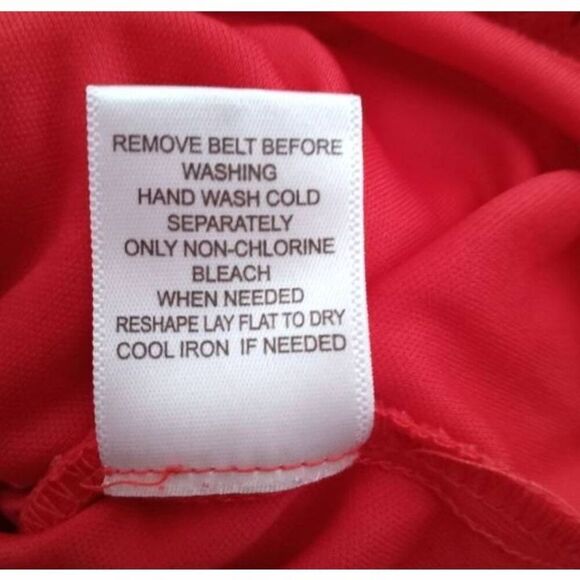 REMOVE BELT BEFORE
WASHING
HAND WASH COLD
SEPARATELY
ONLY NON-CHLORINE
BLEACH
WHEN NEEDED
RESHAPE LAY FLAT TO DRY
COOL IRON IF NEEDED